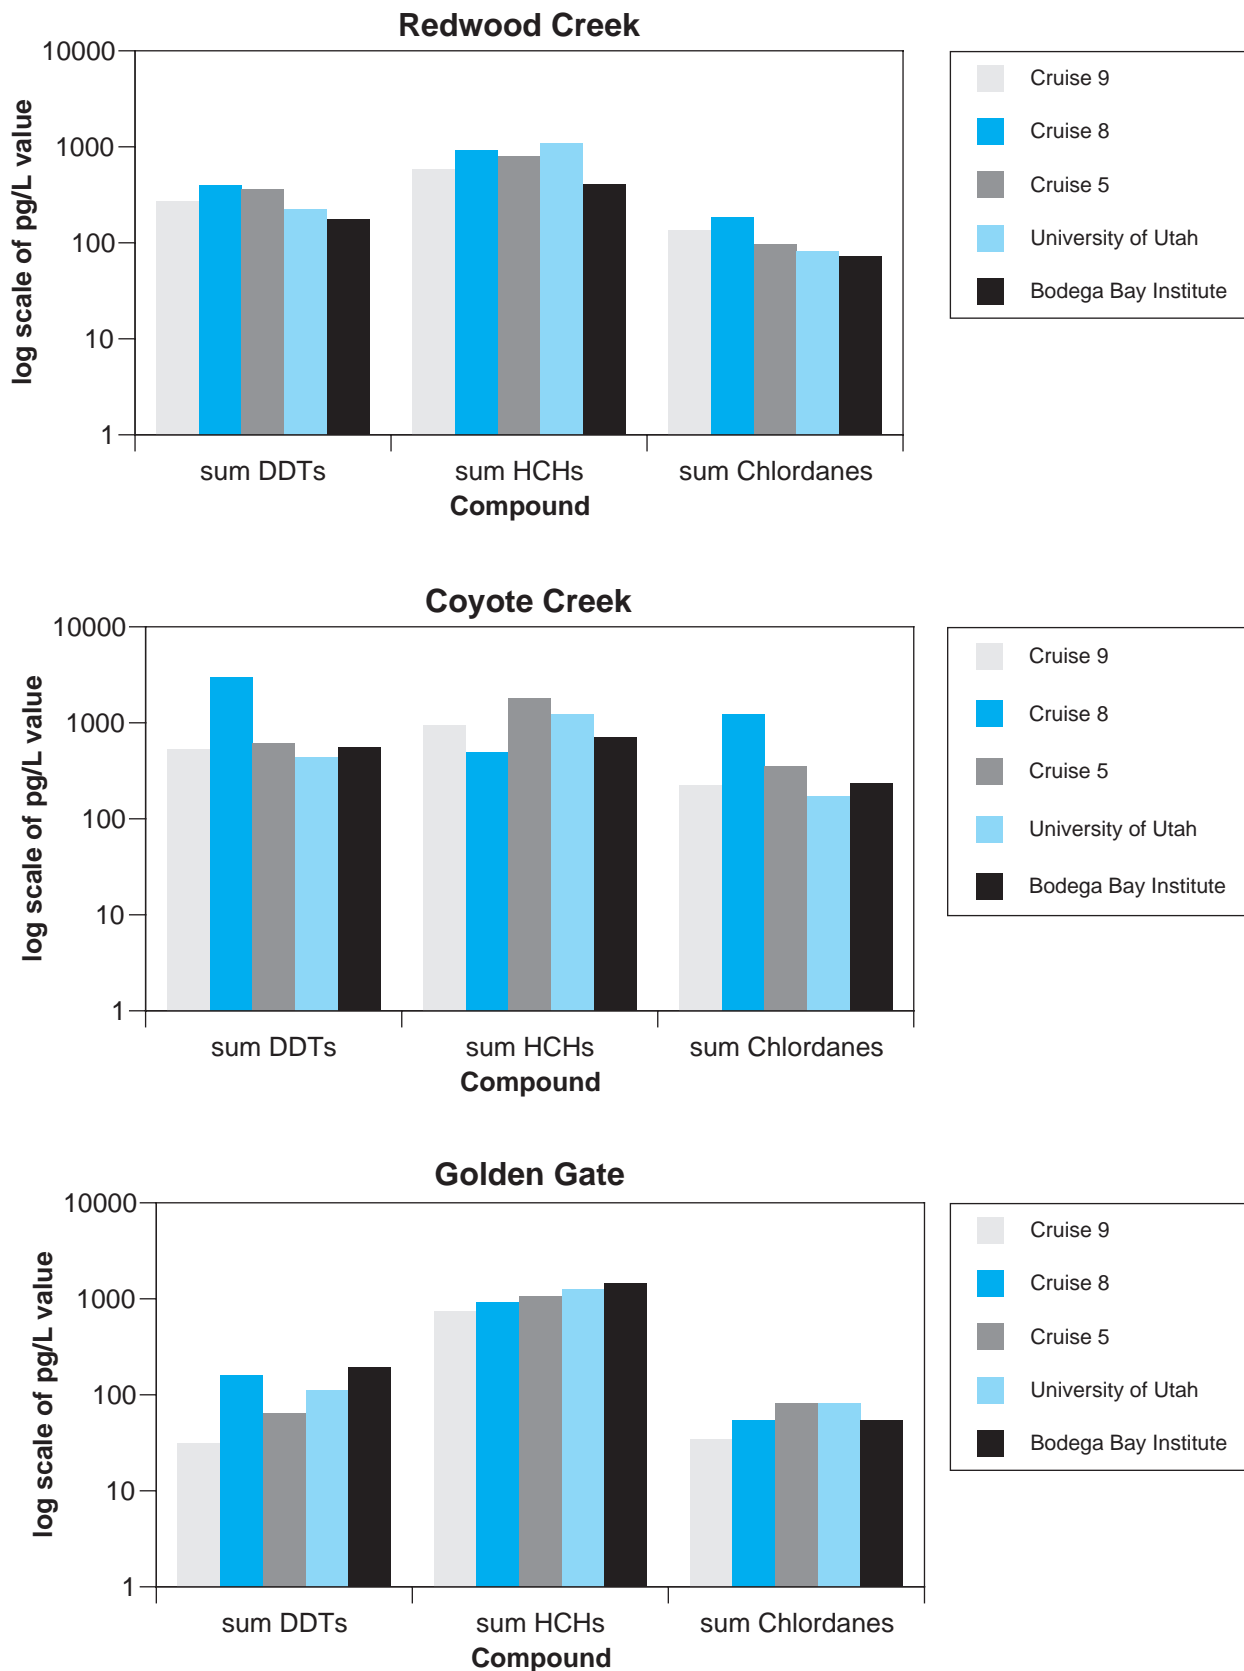 Redwood Creek
log scale of pg/L value
10000
1000
100
10
1
sum DDTs
sum HCHs
sum Chlordanes
Compound
Cruise 9
Cruise 8
Cruise 5
University of Utah
Bodega Bay Institute
Coyote Creek
log scale of pg/L value
10000
1000
100
10
1
sum DDTs
sum HCHs
sum Chlordanes
Compound
Cruise 9
Cruise 8
Cruise 5
University of Utah
Bodega Bay Institute
Golden Gate
log scale of pg/L value
10000
1000
100
10
1
sum DDTs
sum HCHs
sum Chlordanes
Compound
Cruise 9
Cruise 8
Cruise 5
University of Utah
Bodega Bay Institute